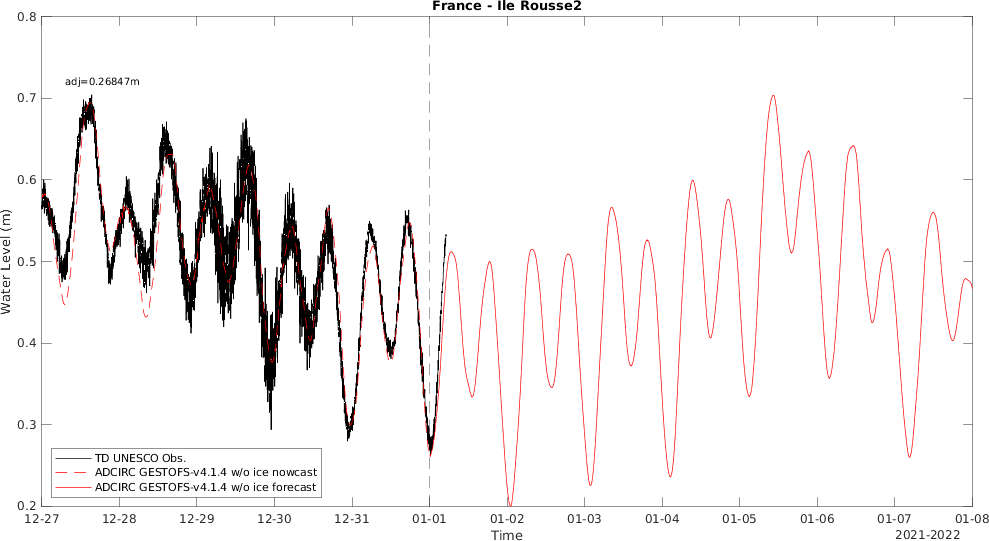 France - Ile Rousse2
adj=0.26847m
Water Level (m)
0.8
0.7
0.6
0.5
0.4
0.3
0.2
TD UNESCO Obs.
ADCIRC GESTOFS-v4.1.4 w/o ice nowcast
ADCIRC GESTOFS-v4.1.4 w/o ice forecast
12-27 12-28 12-29 12-30 12-31 01-01 01-02 01-03 01-04 01-05 01-06 01-07 01-08
Time
2021-2022